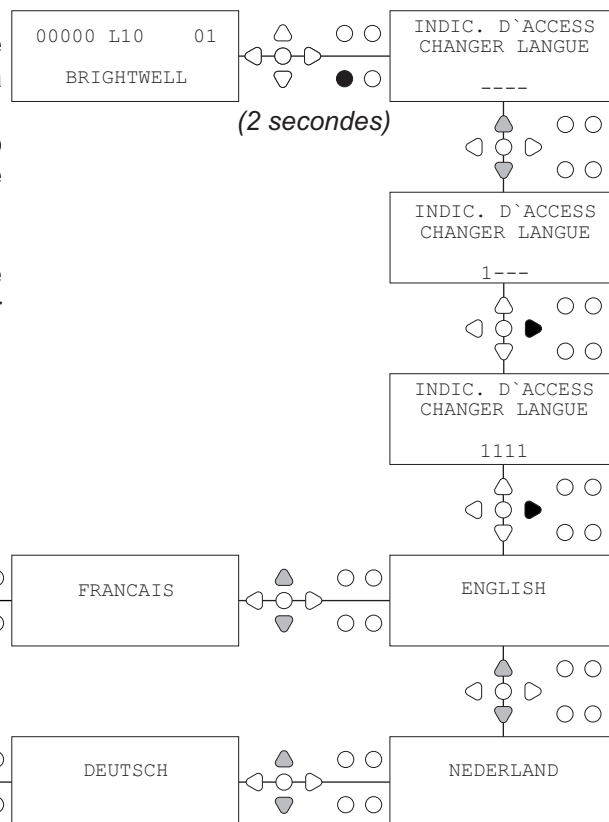 00000 L10 01
BRIGHTWELL
(2 secondes)
INDIC. D`ACCESS
CHANGER LANGUE
----
INDIC. D`ACCESS
CHANGER LANGUE
1---
INDIC. D`ACCESS
CHANGER LANGUE
1111
FRANCAIS
ENGLISH
DEUTSCH
NEDERLAND